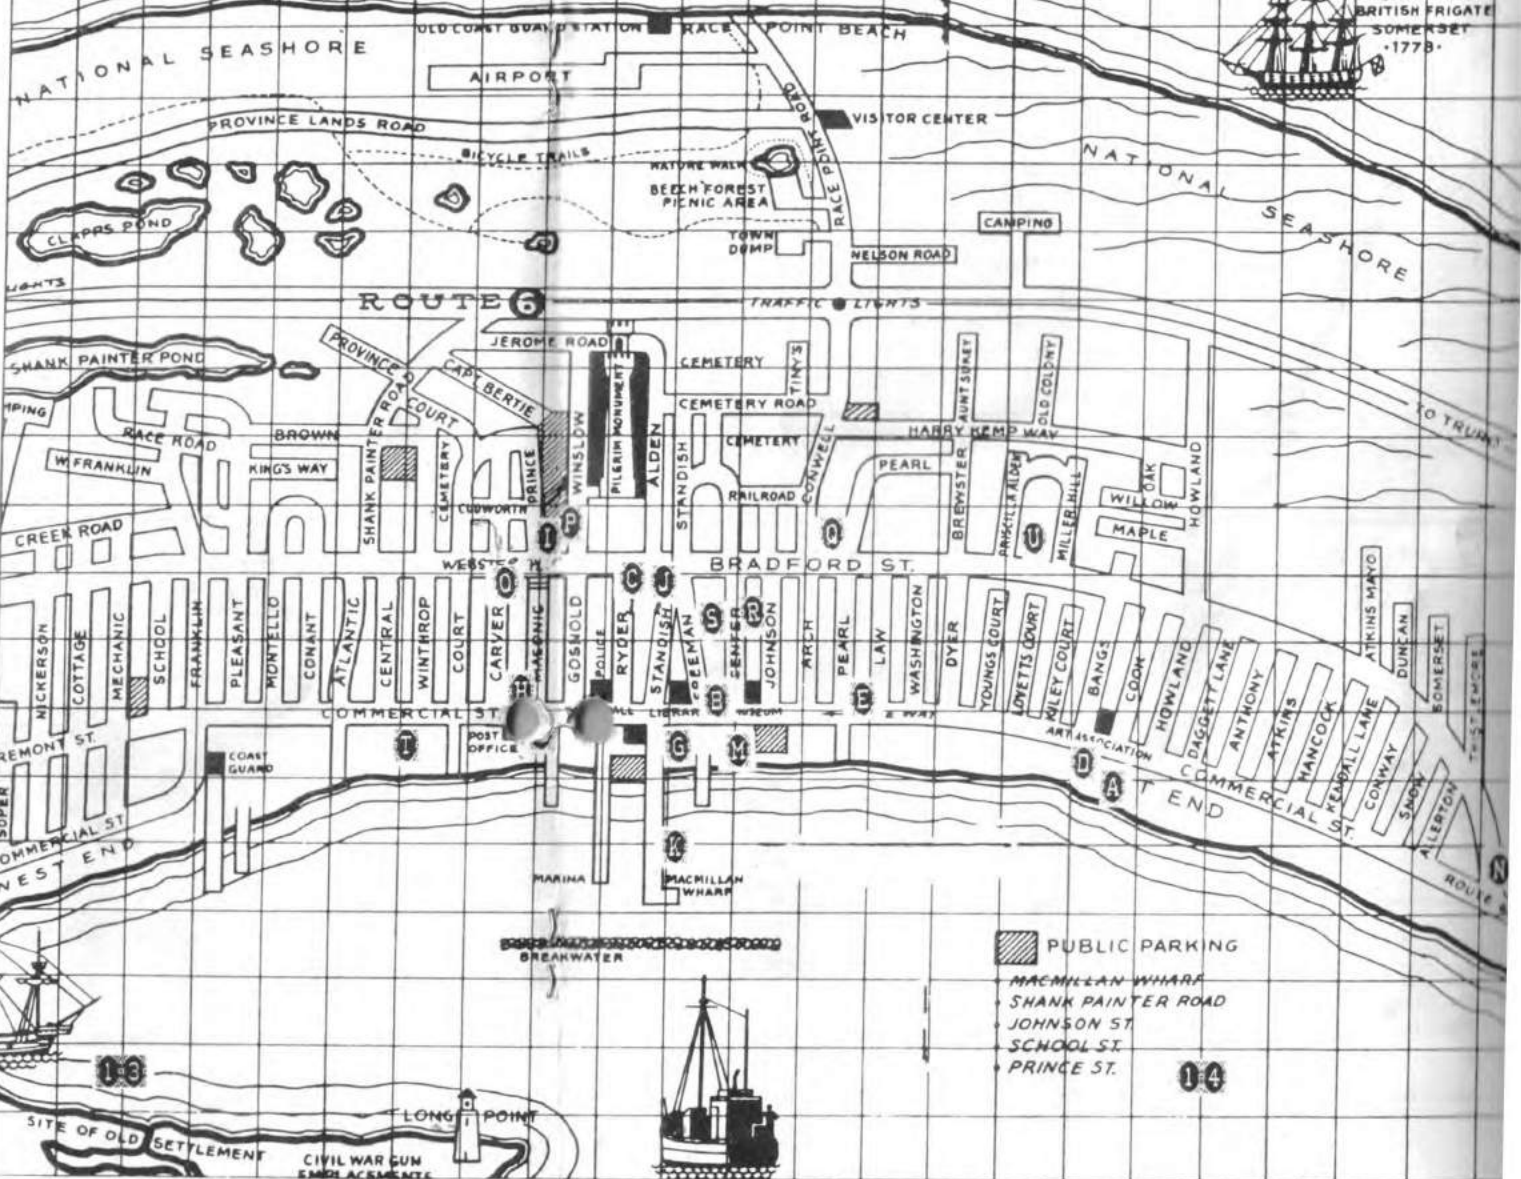 BRITISH FRIGATE
SOMERSET
·1778·
OLD COAST GUARD STATION
RACE POINT BEACH
NATIONAL SEASHORE
AIRPORT
PROVINCE LANDS ROAD
RACE POINT ROAD
VISITOR CENTER
BICYCLE TRAILS
NATURE WALK
BEECH FOREST
PICNIC AREA
NATIONAL SEASHORE
CLAPPS POND
TOWN
DUMP
CAMPING
NELSON ROAD
LIGHTS
ROUTE 6
TRAFFIC LIGHTS
SHANK PAINTER POND
PROVINCE COURT
JEROME ROAD
CAPT. BERTIE
PILGRIM MONUMENT
CEMETERY
TINY'S
AUNT SUKEY
OLD COLONY
TO TRURO
MPING
RACE ROAD
BROWN
SHANK PAINTER ROAD
CEMETERY ROAD
CEMETERY
HARRY KEMP WAY
W. FRANKLIN
KING'S WAY
CEMETERY
PRINCE
WINSLOW
ALDEN
STANDISH
CONWELL
PEARL
BREWSTER
PRISCILLA ALDEN
MILLER HILL
OAK
WILLOW
MAPLE
HOWLAND
CUDWORTH
RAILROAD
CREEK ROAD
I
P
Q
U
BRADFORD ST.
O
C
J
S
R
NICKERSON
COTTAGE
MECHANIC
SCHOOL
FRANKLIN
PLEASANT
MONTELLO
CONANT
ATLANTIC
CENTRAL
WINTHROP
COURT
CARVER
MASONIC
GOSNOLD
POLICE
RYDER
STANDISH
FREEMAN
JOHNSON
ARCH
PEARL
LAW
WASHINGTON
DYER
YOUNGS COURT
LOVETTS COURT
KILEY COURT
BANGS
COOK
HOWLAND
DAGGETT LANE
ANTHONY
ATKINS
HANCOCK
KENDALL LANE
CONWAY
SNOW
ALLERTON
ATKINS MAYO
DUNCAN
SOMERSET
H
B
E
COMMERCIAL ST.
WAY
REMONT ST.
COAST
GUARD
T
POST
OFFICE
G
M
ART ASSOCIATION
D
A
T END
COMMERCIAL ST.
OMMERCIAL ST.
WEST END
K
N
ROUTE 6
MARINA
MACMILLAN
WHARF
BREAKWATER
PUBLIC PARKING
MACMILLAN WHARF
SHANK PAINTER ROAD
JOHNSON ST.
SCHOOL ST.
PRINCE ST.
1-3
1-4
LONG POINT
SITE OF OLD SETTLEMENT
CIVIL WAR GUN
EMPLACEMENTS